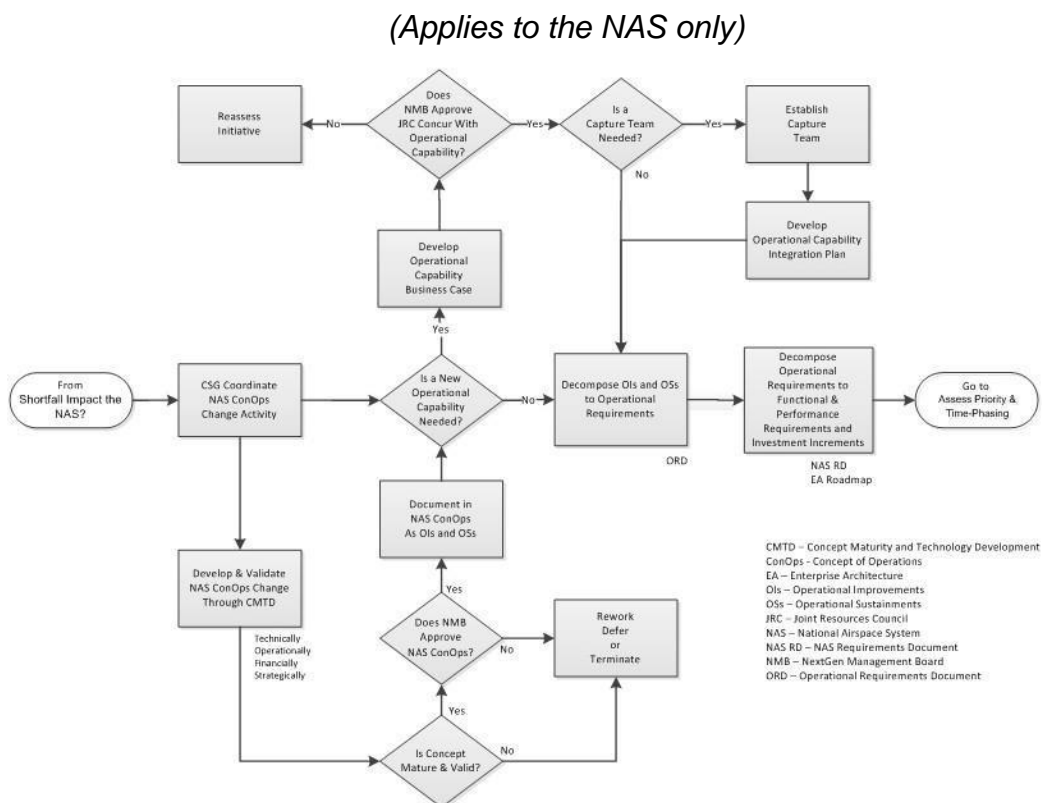 (Applies to the NAS only)
Reassess
Initiative
No
Does
NMB Approve
JRC Concur With
Operational
Capability?
Yes
Is a
Capture Team
Needed?
Yes
Establish
Capture
Team
No
Develop
Operational Capability
Integration Plan
Develop
Operational
Capability
Business Case
Yes
From
Shortfall Impact the
NAS?
CSG Coordinate
NAS ConOps
Change Activity
Is a New
Operational
Capability
Needed?
No
Decompose OIs and OSs
to Operational
Requirements
ORD
Decompose
Operational
Requirements to
Functional &
Performance
Requirements and
Investment Increments
NAS RD
EA Roadmap
Go to
Assess Priority &
Time-Phasing
Document in
NAS ConOps
As OIs and OSs
Yes
Develop & Validate
NAS ConOps Change
Through CMTD
Technically
Operationally
Financially
Strategically
Does NMB
Approve
NAS ConOps?
No
Rework
Defer
or
Terminate
Yes
Is Concept
Mature & Valid?
No
CMTD – Concept Maturity and Technology Development
ConOps - Concept of Operations
EA – Enterprise Architecture
OIs – Operational Improvements
OSs – Operational Sustainments
JRC – Joint Resources Council
NAS – National Airspace System
NAS RD – NAS Requirements Document
NMB – NextGen Management Board
ORD – Operational Requirements Document